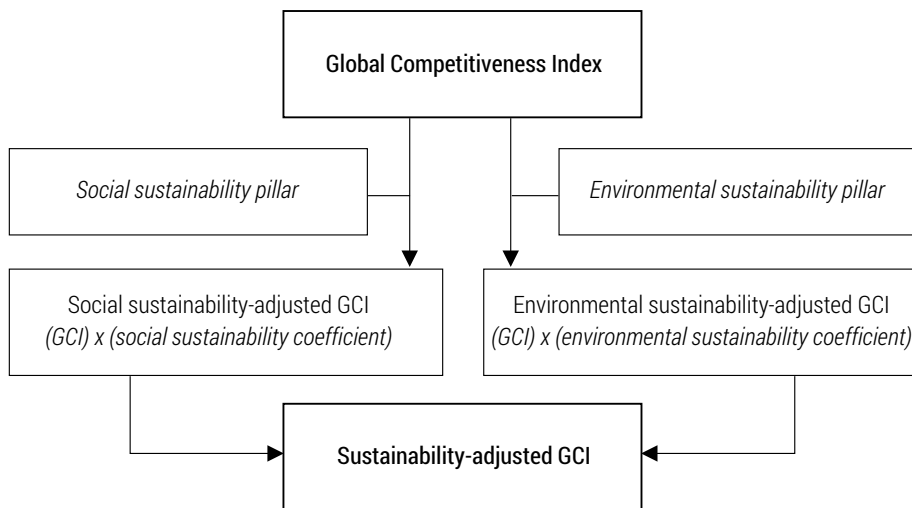 Global Competitiveness Index
Social sustainability pillar
Environmental sustainability pillar
Social sustainability-adjusted GCI
(GCI) x (social sustainability coefficient)
Environmental sustainability-adjusted GCI
(GCI) x (environmental sustainability coefficient)
Sustainability-adjusted GCI